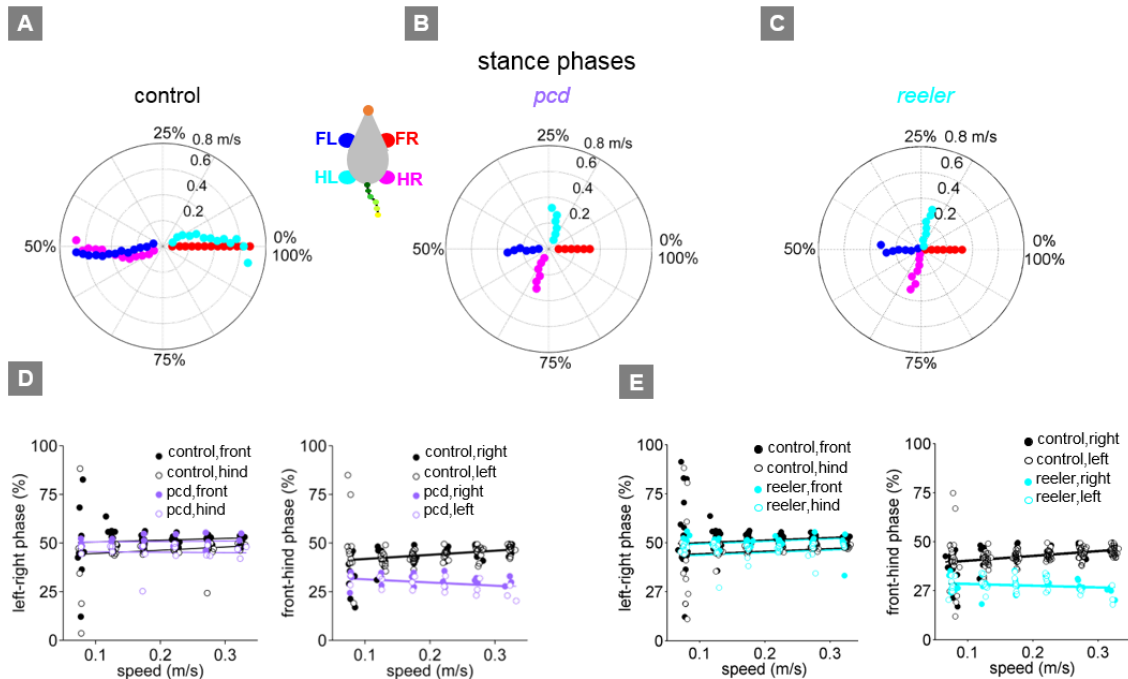 A
B
C
stance phases
control
pcd
reeler
25%
0.8 m/s
0.6
0.4
0.2
50%
0%
100%
75%
FL
FR
HL
HR
25%
0.8 m/s
0.6
0.4
0.2
50%
0%
100%
75%
25%
0.8 m/s
0.6
0.4
0.2
50%
0%
100%
75%
D
E
left-right phase (%)
100
75
50
25
0
control,front
control,hind
pcd,front
pcd,hind
0.1
0.2
0.3
speed (m/s)
front-hind phase (%)
100
75
50
27
0
control,right
control,left
pcd,right
pcd,left
0.1
0.2
0.3
speed (m/s)
left-right phase (%)
100
75
50
27
0
control,front
control,hind
reeler,front
reeler,hind
0.1
0.2
0.3
speed (m/s)
front-hind phase (%)
100
75
50
27
0
control,right
control,left
reeler,right
reeler,left
0.1
0.2
0.3
speed (m/s)